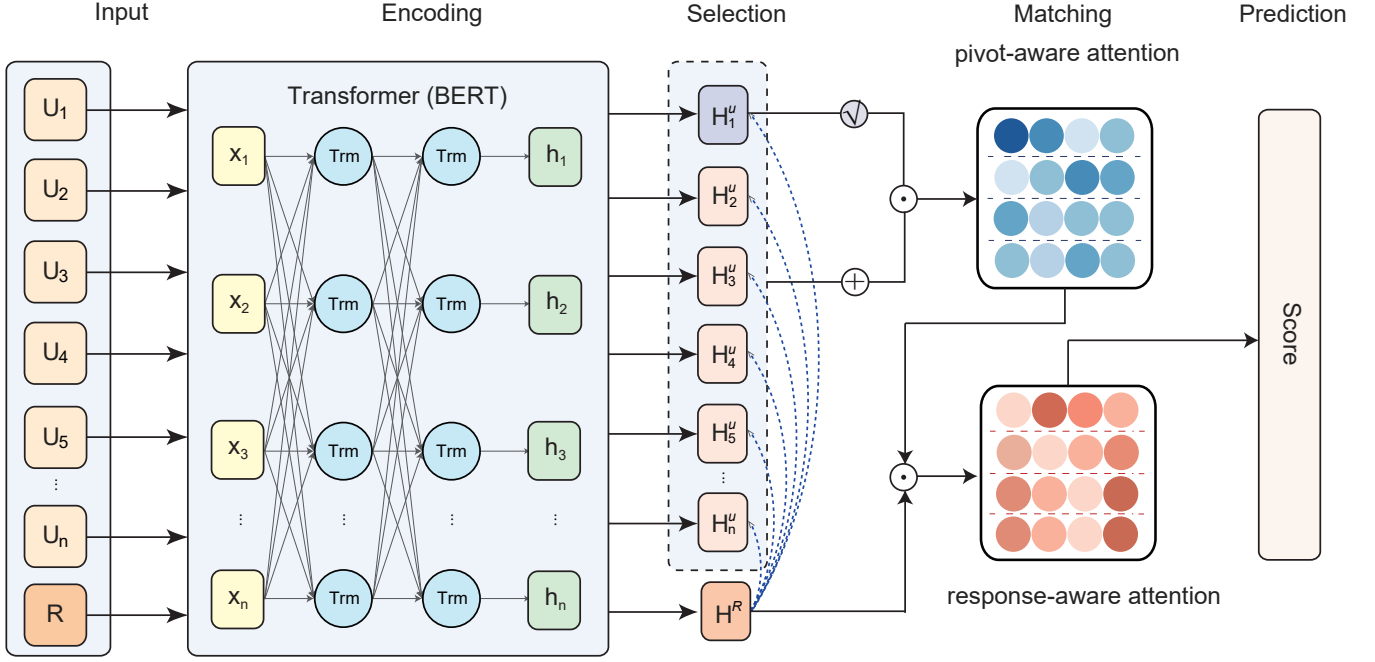 Input
Encoding
Selection
Matching
Prediction
pivot-aware attention
Transformer (BERT)
U1
U2
U3
U4
U5
⋮
Un
R
x1
Trm
Trm
h1
x2
Trm
Trm
h2
x3
Trm
Trm
h3
⋮
⋮
⋮
⋮
xn
Trm
Trm
hn
H1u
H2u
H3u
H4u
H5u
⋮
Hnu
HR
√
+
Score
response-aware attention